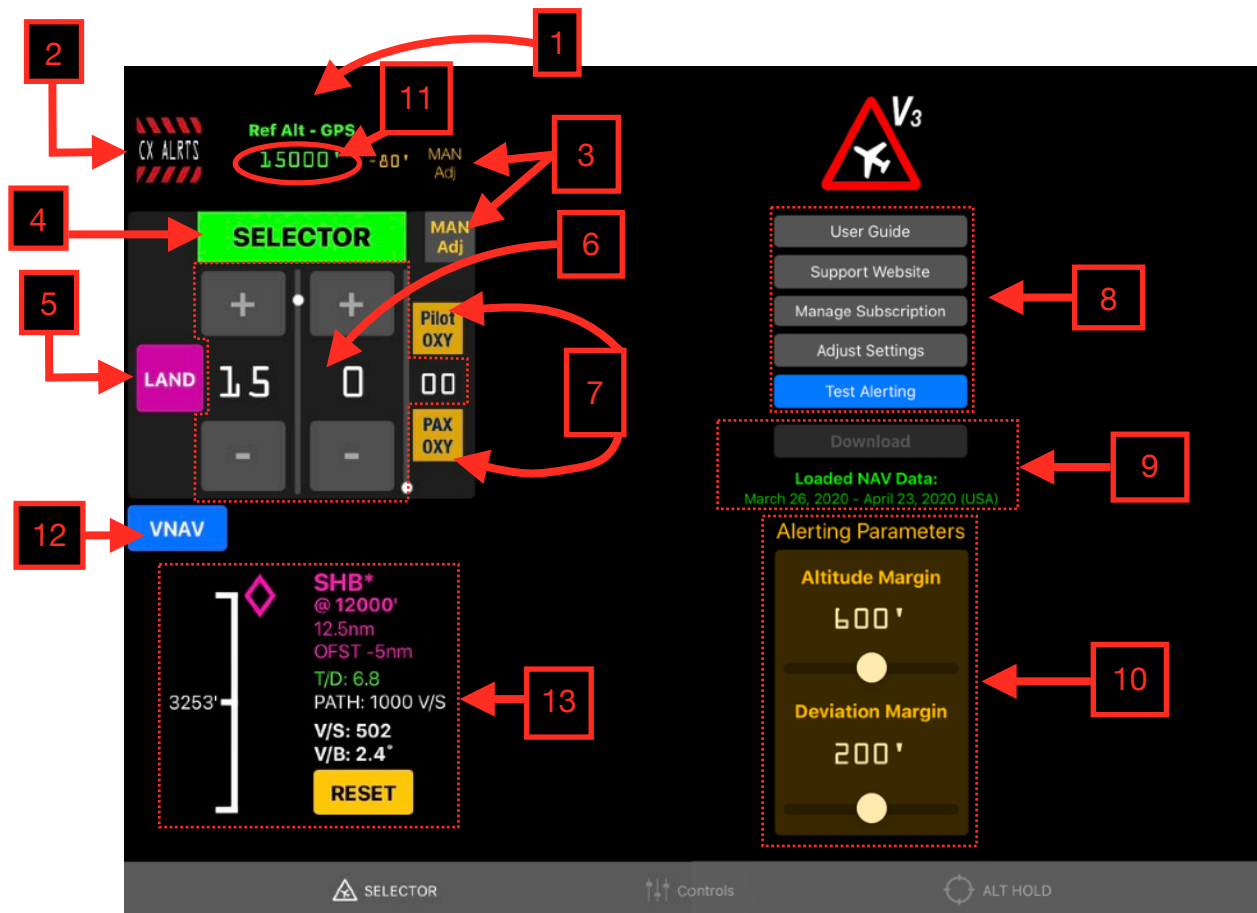 1
2
11
V3
Ref Alt - GPS
CX ALRTS
15000'
-80'
MAN
Adj
3
4
SELECTOR
MAN
Adj
6
User Guide
+
+
Support Website
5
Pilot
OXY
Manage Subscription
8
Adjust Settings
LAND
15
0
00
7
Test Alerting
PAX
OXY
-
-
Download
9
Loaded NAV Data:
March 26, 2020 - April 23, 2020 (USA)
12
VNAV
Alerting Parameters
SHB*
@ 12000'
12.5nm
OFST -5nm
T/D: 6.8
3253'
PATH: 1000 V/S
V/S: 502
V/B: 2.4°
RESET
13
Altitude Margin
600'
10
Deviation Margin
200'
SELECTOR
Controls
ALT HOLD